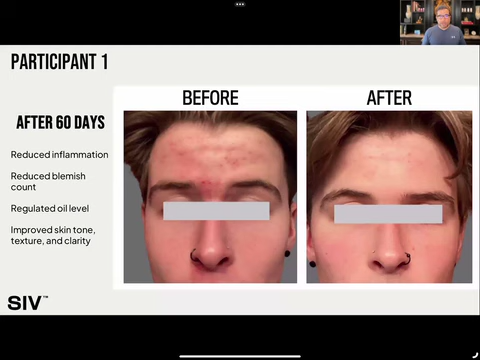 PARTICIPANT 1
AFTER 60 DAYS
Reduced inflammation
Reduced blemish
count
Regulated oil level
Improved skin tone,
texture, and clarity
BEFORE
AFTER
SIV™